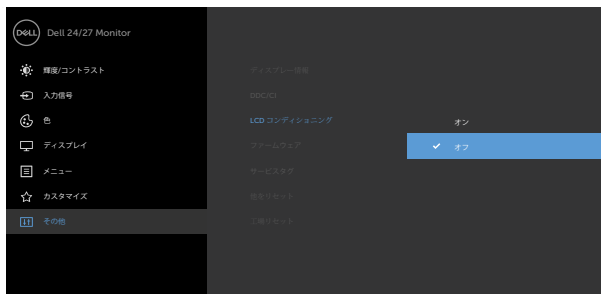 DELL
Dell 24/27 Monitor
輝度/コントラスト
入力信号
色
ディスプレイ
メニュー
カスタマイズ
その他
ディスプレー情報
DDC/CI
LCD コンディショニング
ファームウェア
サービスタグ
他をリセット
工場リセット
オン
オフ